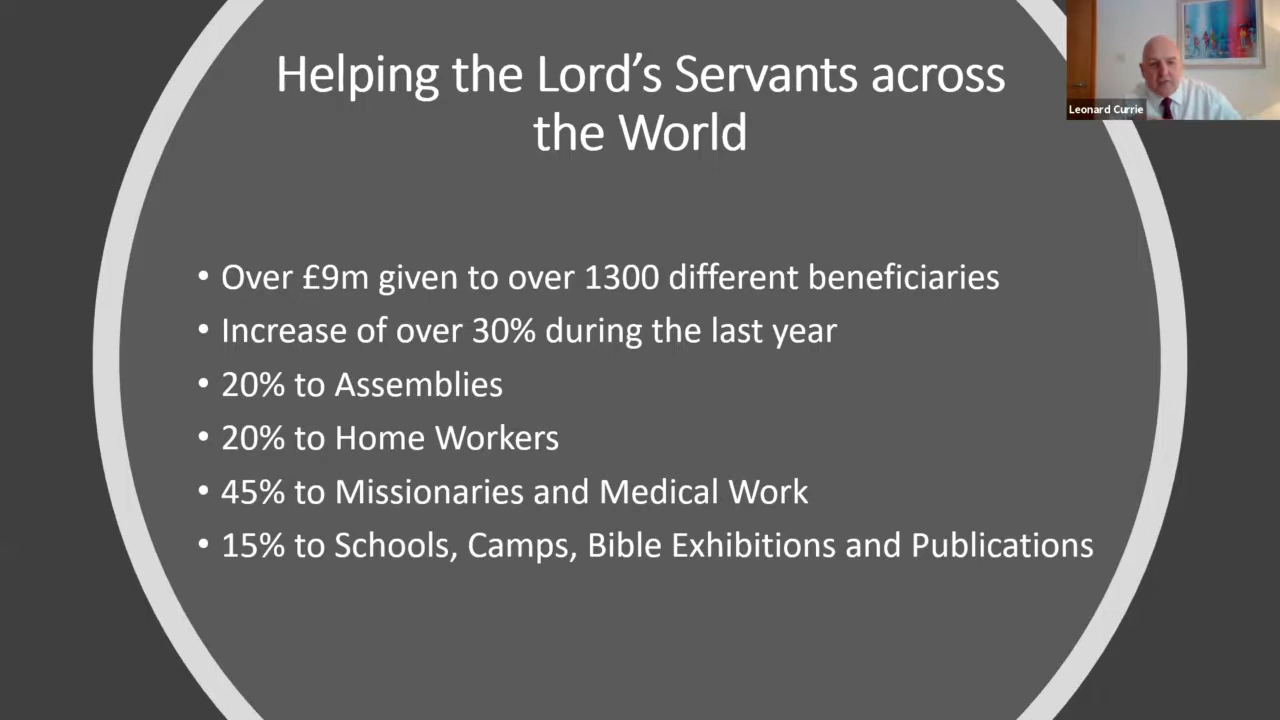 Helping the Lord's Servants across
the World
Leonard Currie
• Over £9m given to over 1300 different beneficiaries
• Increase of over 30% during the last year
• 20% to Assemblies
• 20% to Home Workers
• 45% to Missionaries and Medical Work
• 15% to Schools, Camps, Bible Exhibitions and Publications